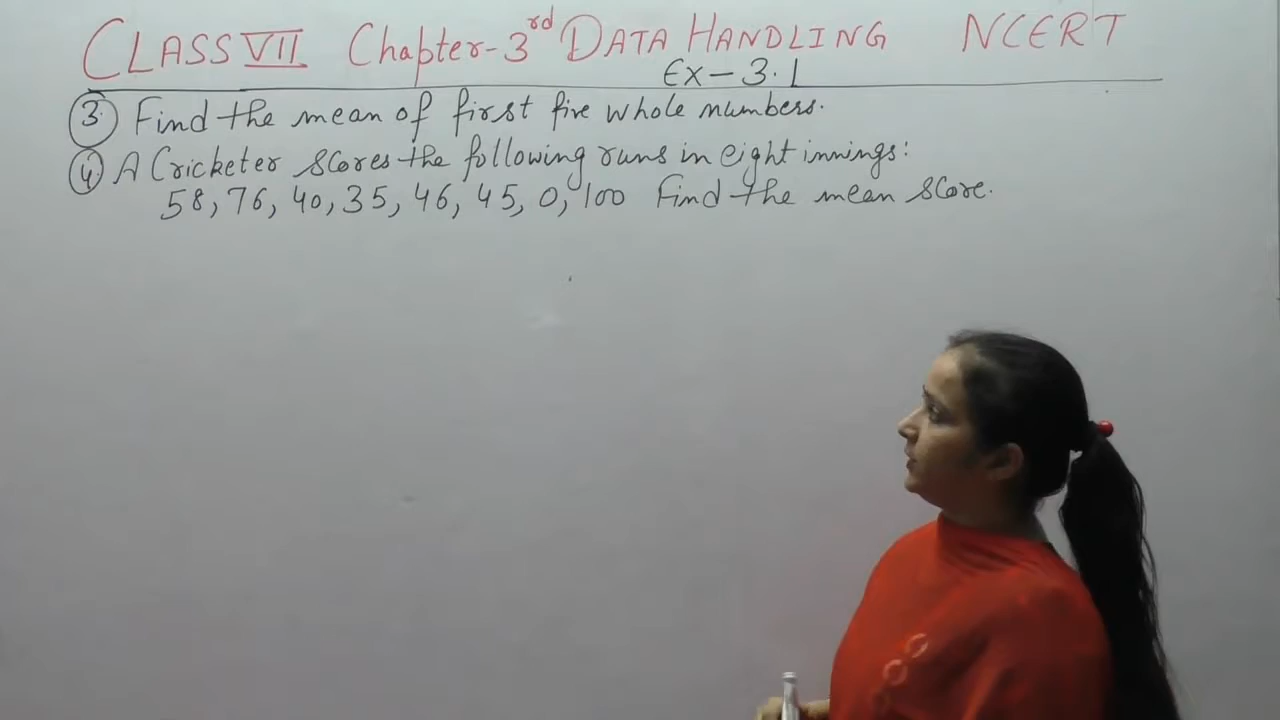 CLASS VII Chapter-3rd DATA HANDLING NCERT
Ex-3.1
3 Find the mean of first five whole numbers.
4 A Cricketer scores the following runs in eight innings:
58, 76, 40, 35, 46, 45, 0, 100 Find the mean score.